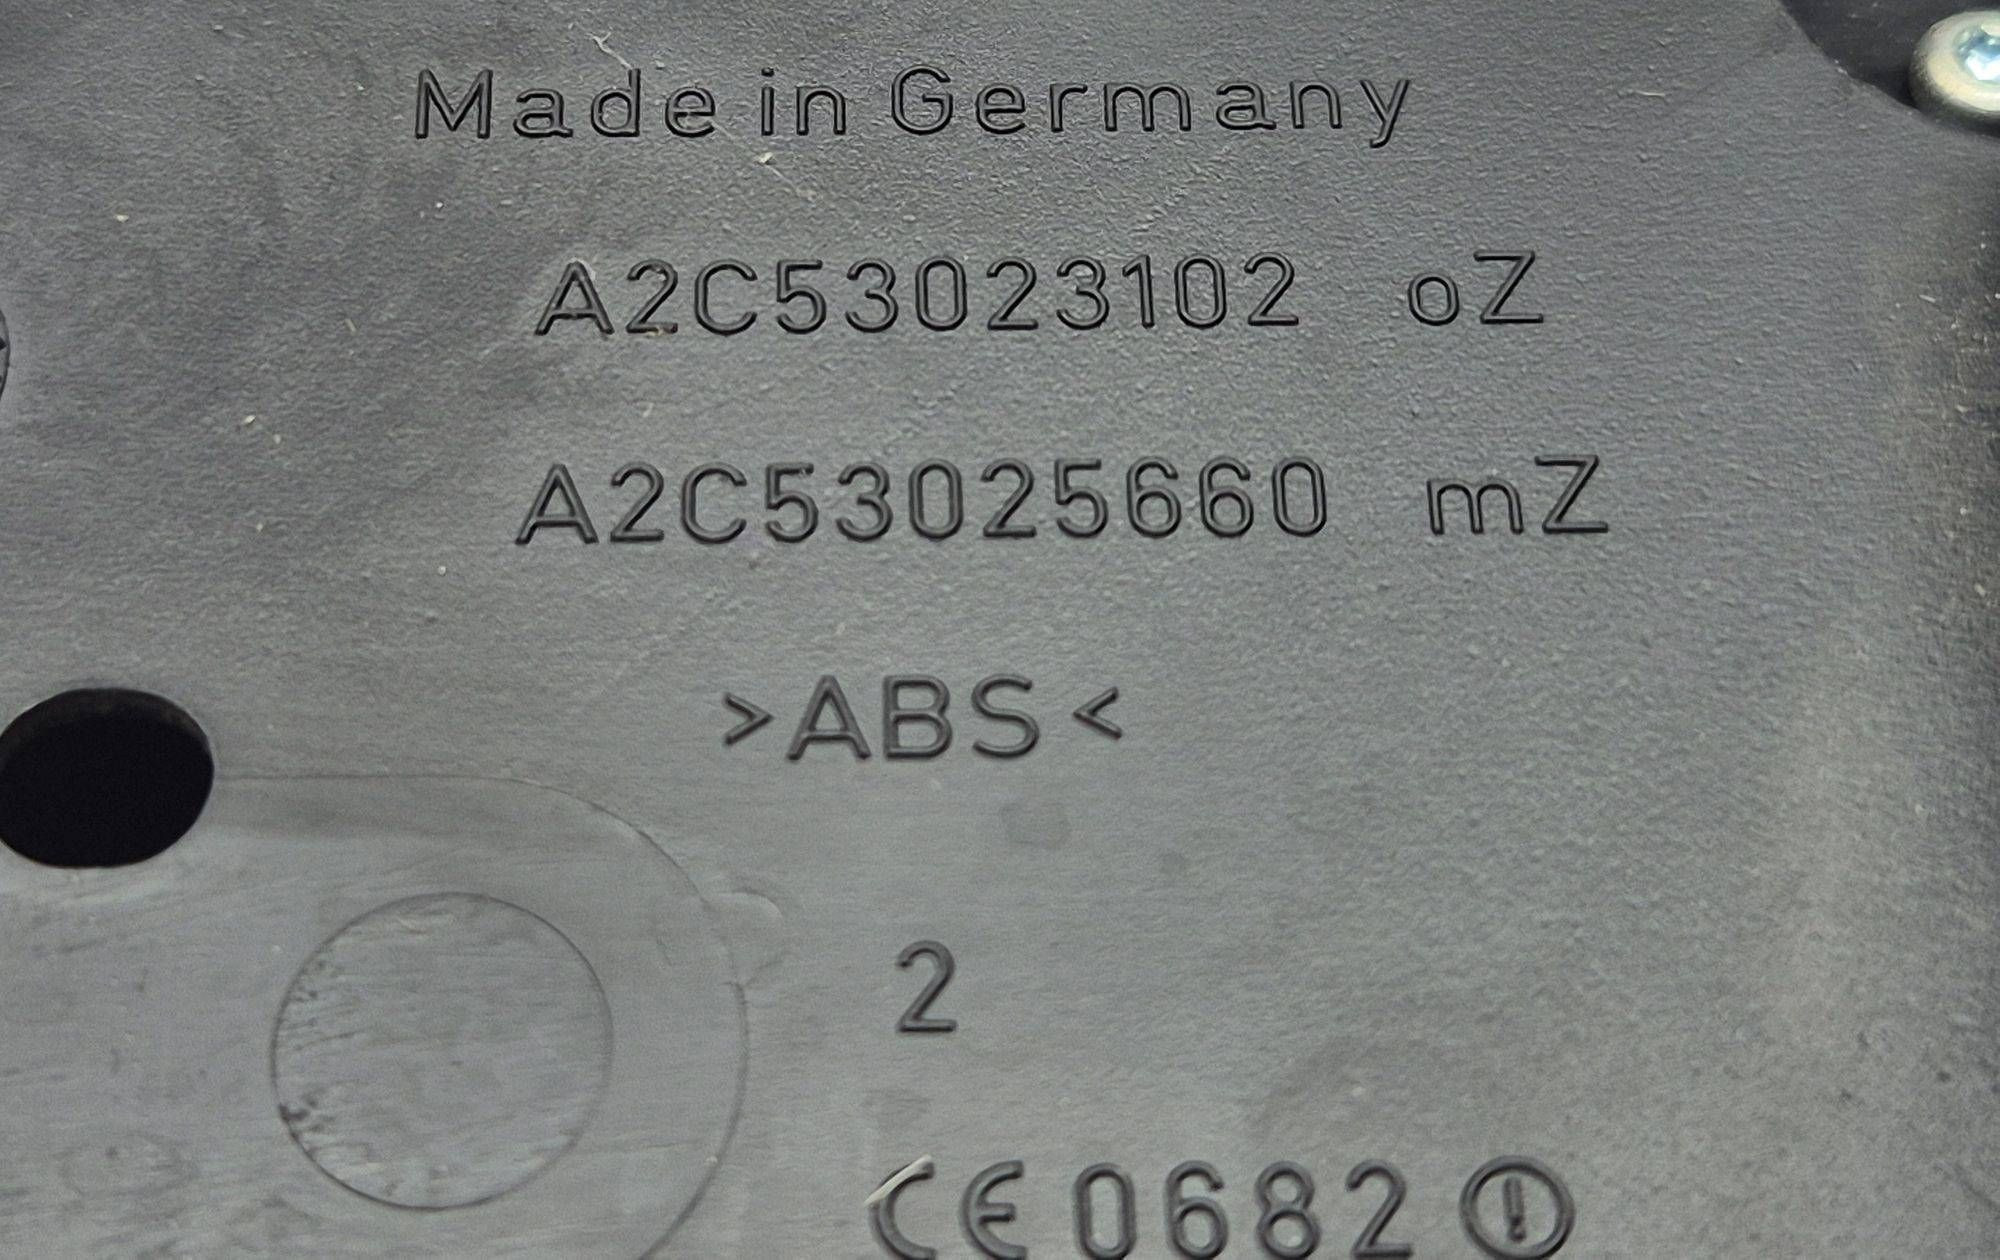 Made in Germany
A2C53023102 oZ
A2C53025660 mZ
>ABS<
2
CE 0682 !